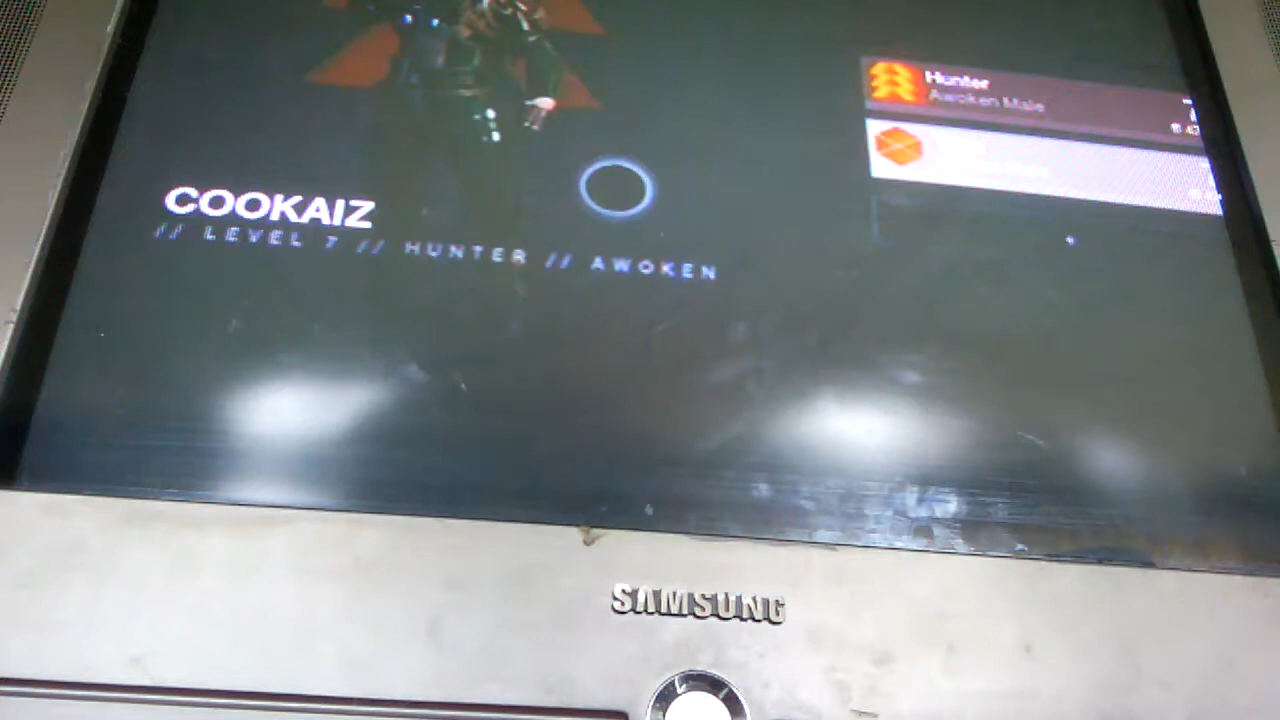 Hunter
Awoken Male
COOKAIZ
// LEVEL 7 // HUNTER // AWOKEN
SAMSUNG